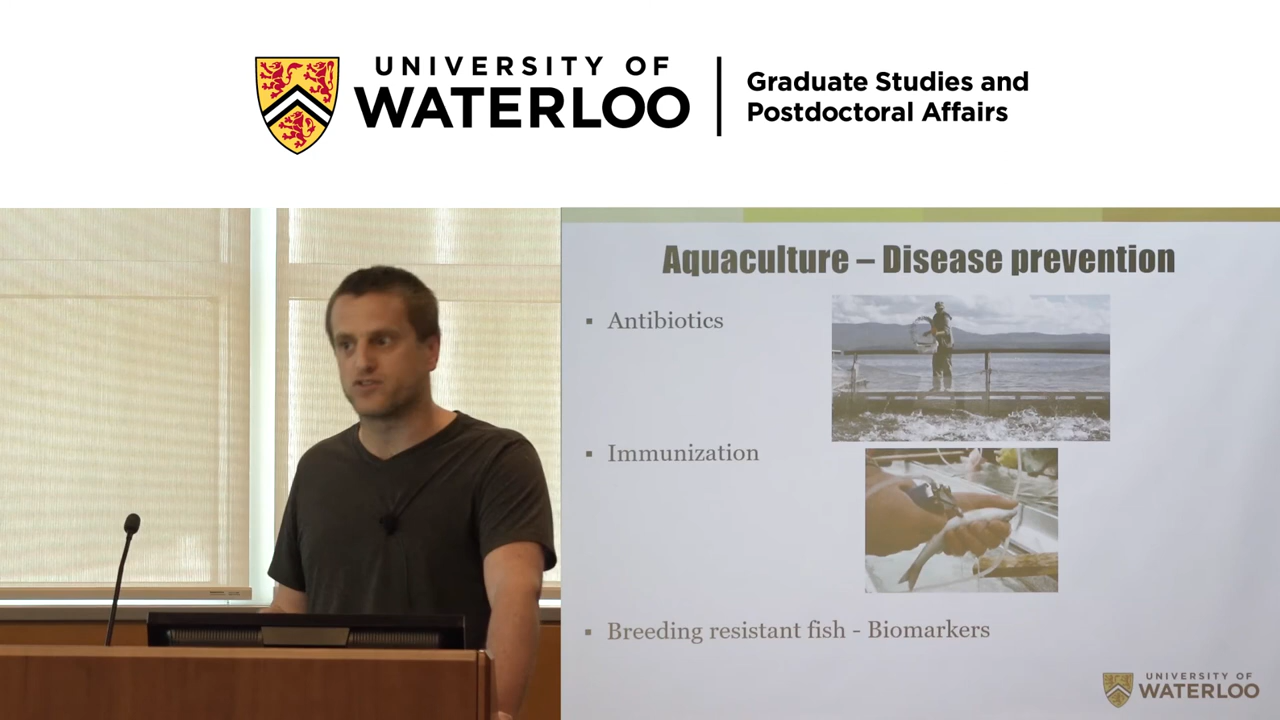 UNIVERSITY OF
WATERLOO
Graduate Studies and
Postdoctoral Affairs
Aquaculture – Disease prevention
▪ Antibiotics
▪ Immunization
▪ Breeding resistant fish - Biomarkers
UNIVERSITY OF
WATERLOO